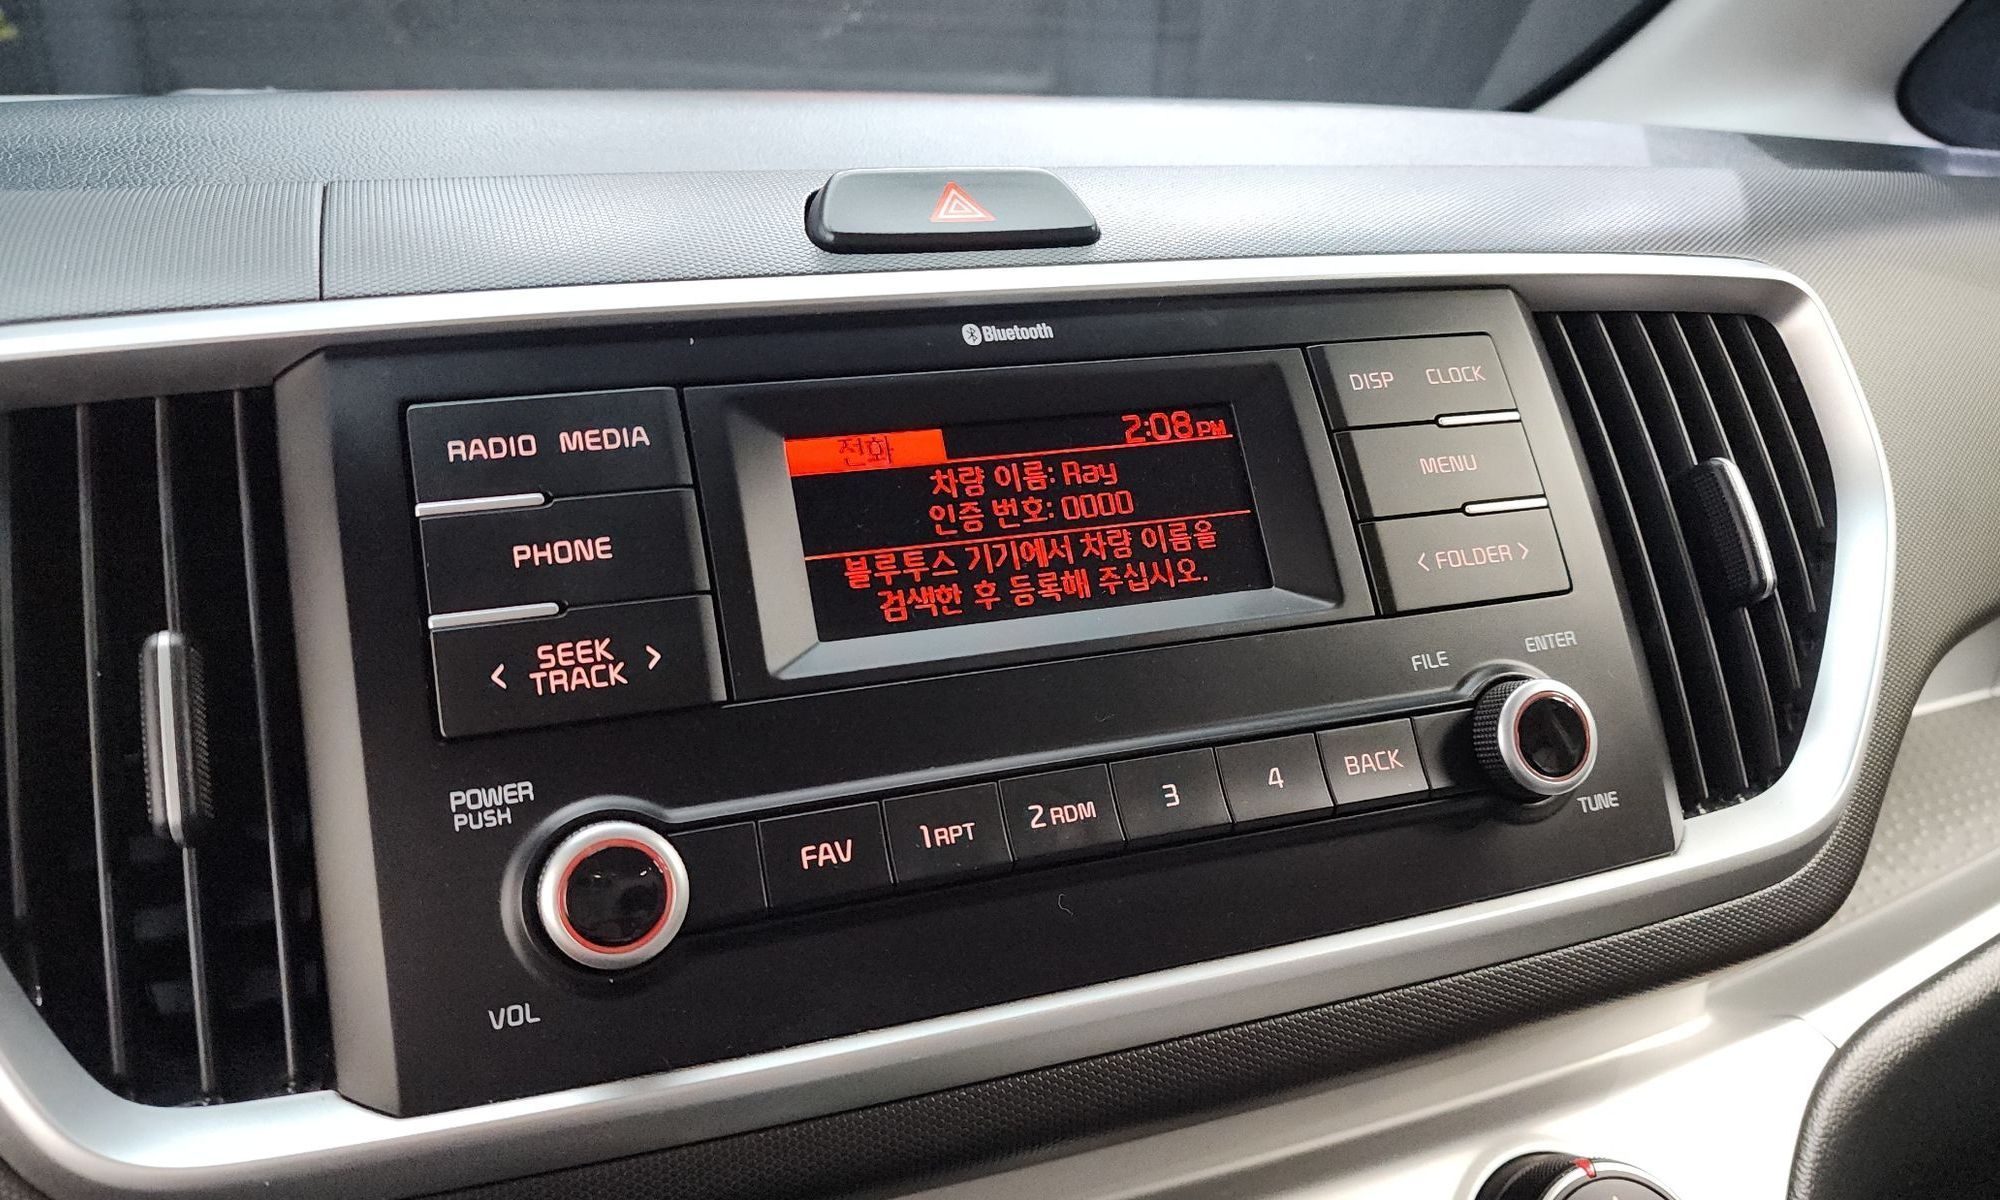 Bluetooth
RADIO MEDIA
PHONE
< SEEK TRACK >
전화
2:08 PM
차량 이름: Ray
인증 번호: 0000
블루투스 기기에서 차량 이름을
검색한 후 등록해 주십시오.
DISP CLOCK
MENU
< FOLDER >
FILE
ENTER
TUNE
POWER
PUSH
VOL
FAV
1 RPT
2 RDM
3
4
BACK